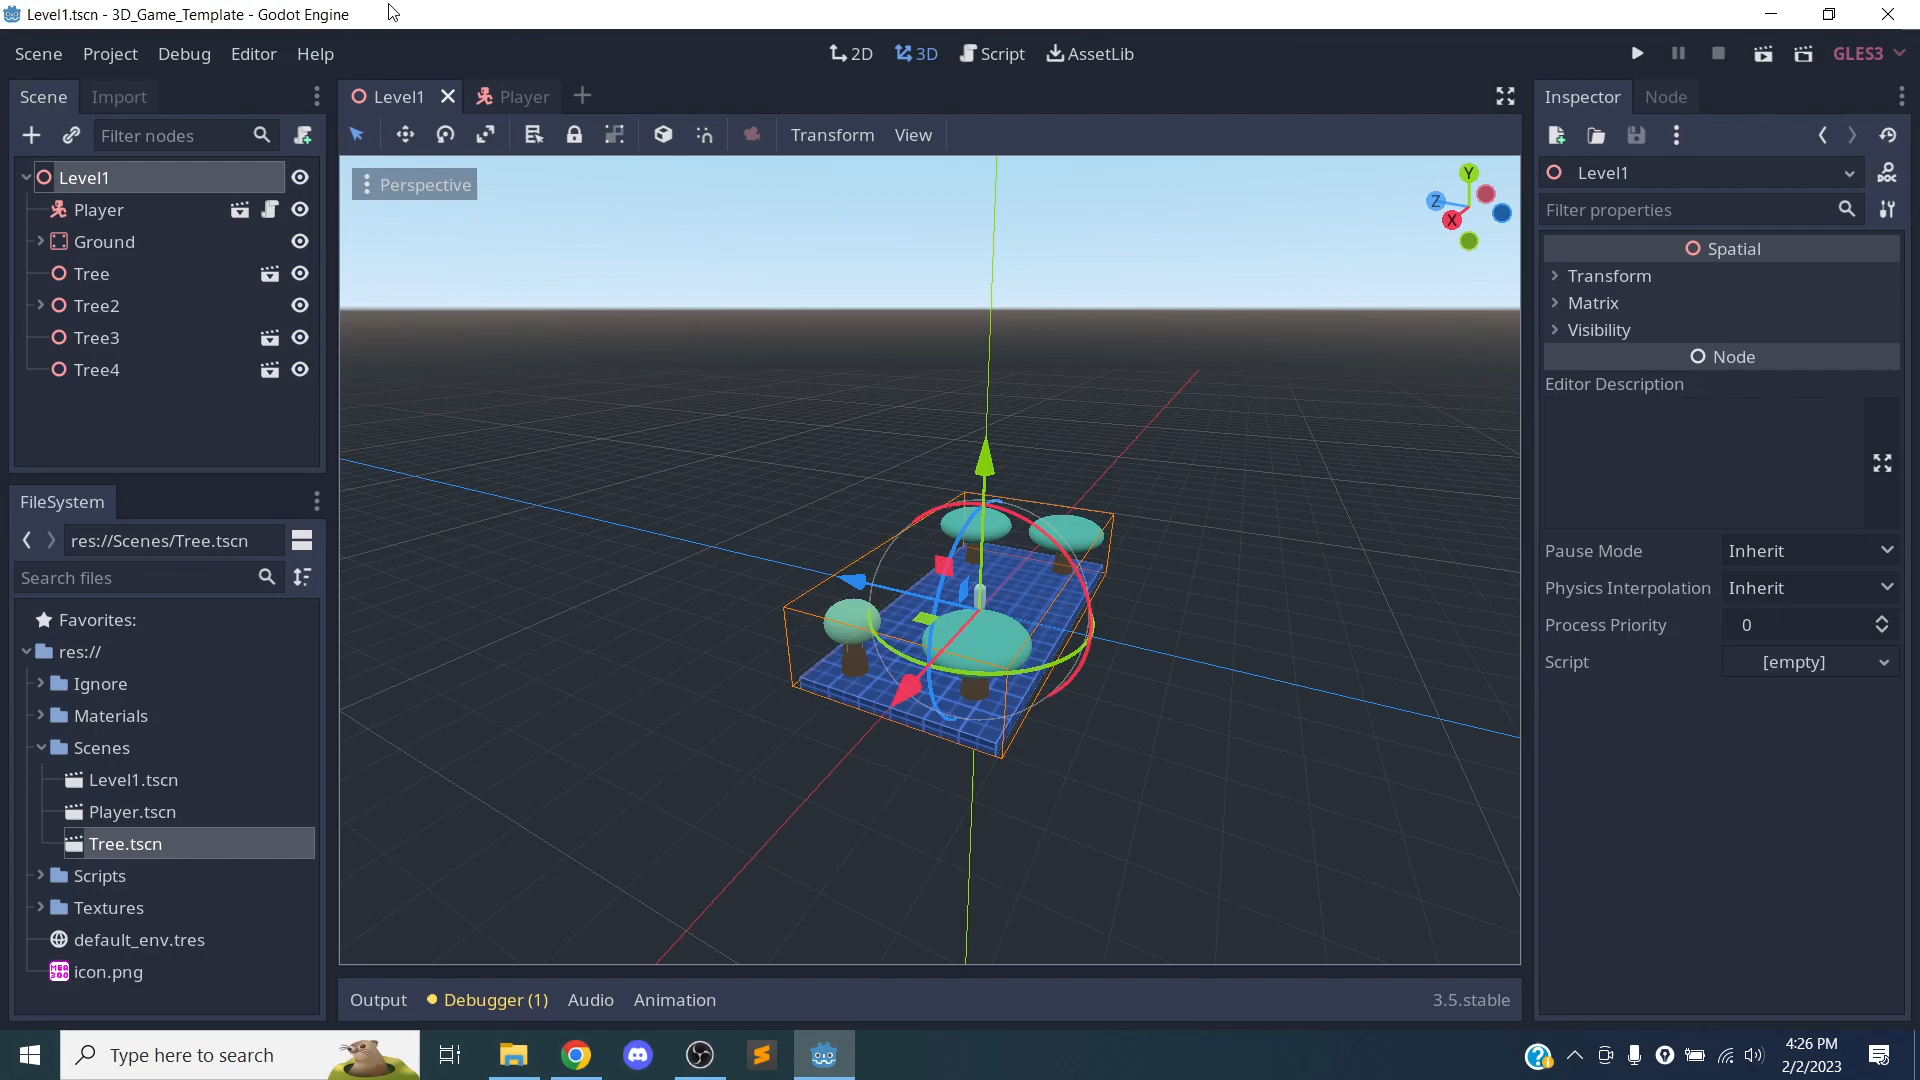 Level1.tscn - 3D_Game_Template - Godot Engine
Scene Project Debug Editor Help
2D 3D Script AssetLib
GLES3
Scene Import
Level1 Player
Inspector Node
Filter nodes
Transform View
Level1
Player
Ground
Tree
Tree2
Tree3
Tree4
Perspective
Y
Z
X
FileSystem
res://Scenes/Tree.tscn
Search files
Favorites:
res://
Ignore
Materials
Scenes
Level1.tscn
Player.tscn
Tree.tscn
Scripts
Textures
default_env.tres
icon.png
Output Debugger (1) Audio Animation
3.5.stable
Level1
Filter properties
Spatial
Transform
Matrix
Visibility
Node
Editor Description
Pause Mode Inherit
Physics Interpolation Inherit
Process Priority 0
Script [empty]
Type here to search
4:26 PM
2/2/2023